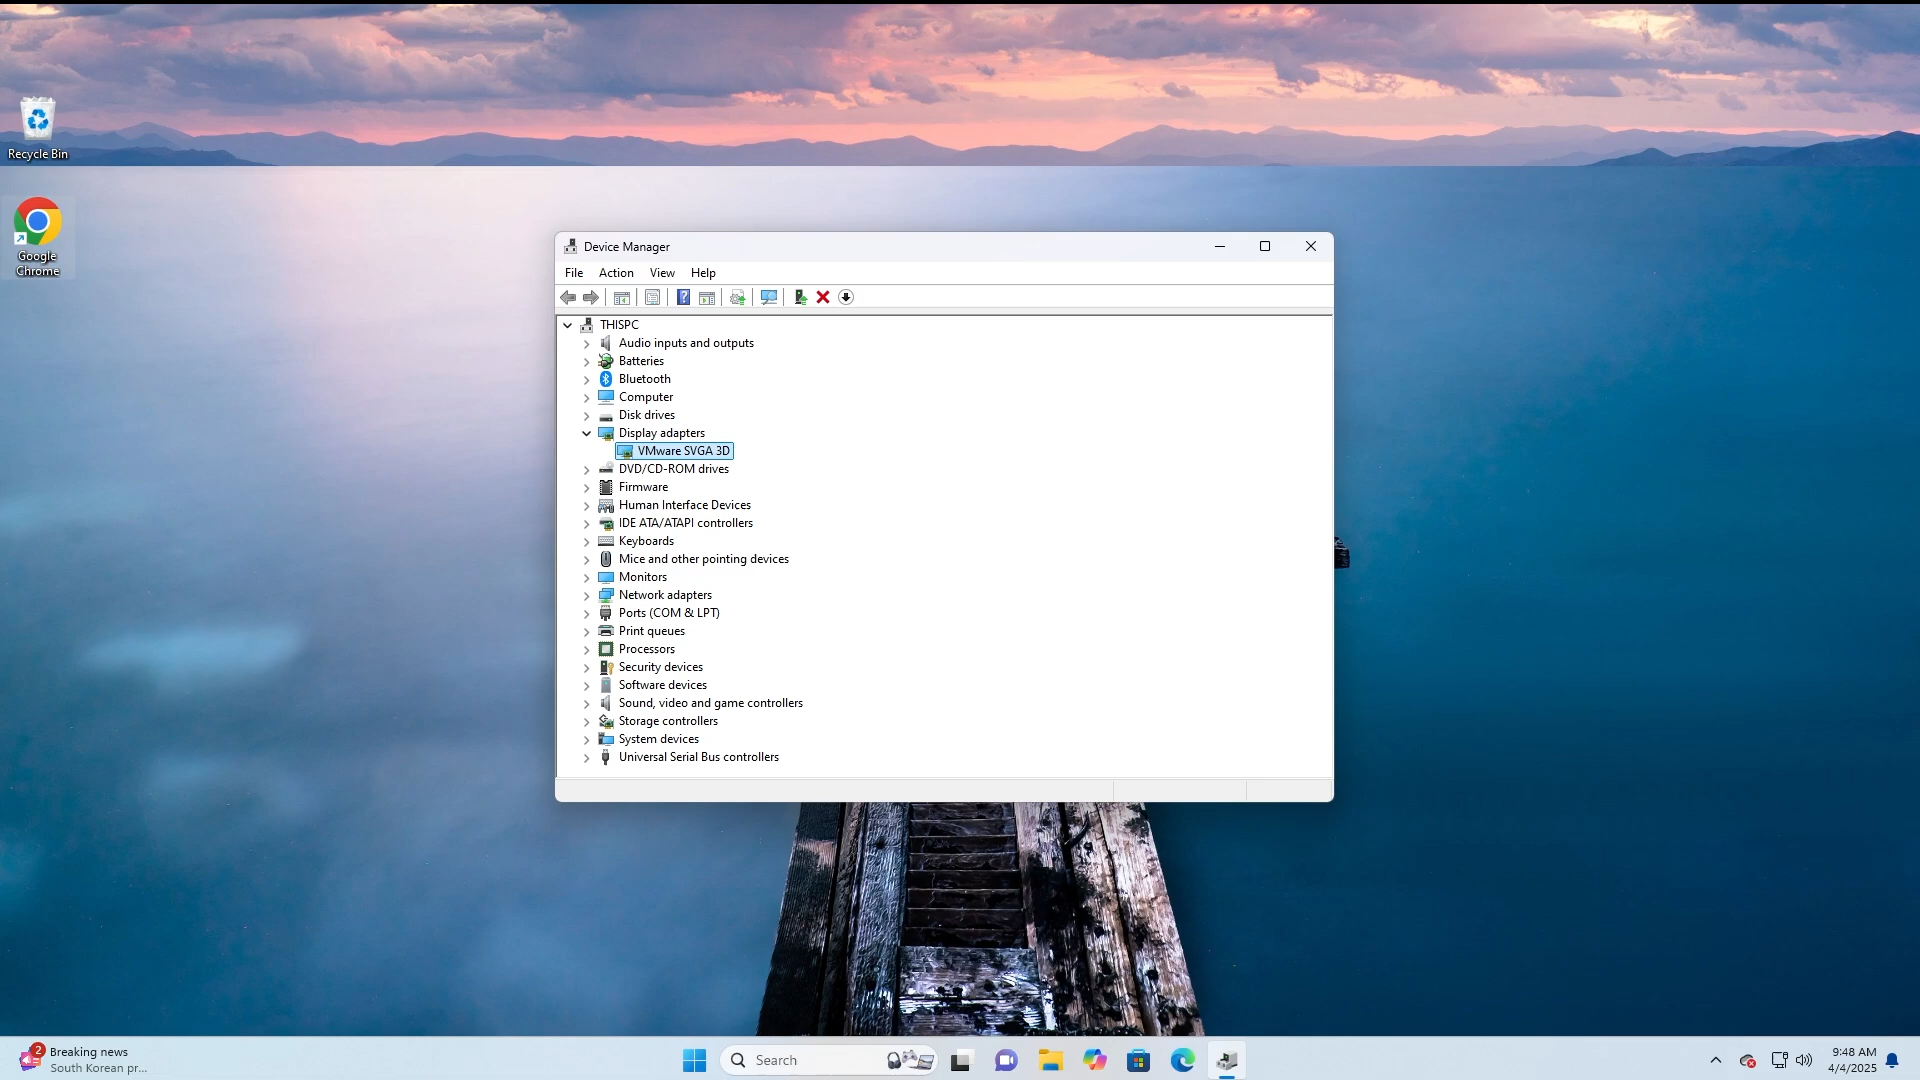 Recycle Bin
Google
Chrome
Device Manager
File Action View Help
THISPC
Audio inputs and outputs
Batteries
Bluetooth
Computer
Disk drives
Display adapters
VMware SVGA 3D
DVD/CD-ROM drives
Firmware
Human Interface Devices
IDE ATA/ATAPI controllers
Keyboards
Mice and other pointing devices
Monitors
Network adapters
Ports (COM & LPT)
Print queues
Processors
Security devices
Software devices
Sound, video and game controllers
Storage controllers
System devices
Universal Serial Bus controllers
2
Breaking news
South Korean pr...
Search
9:48 AM
4/4/2025